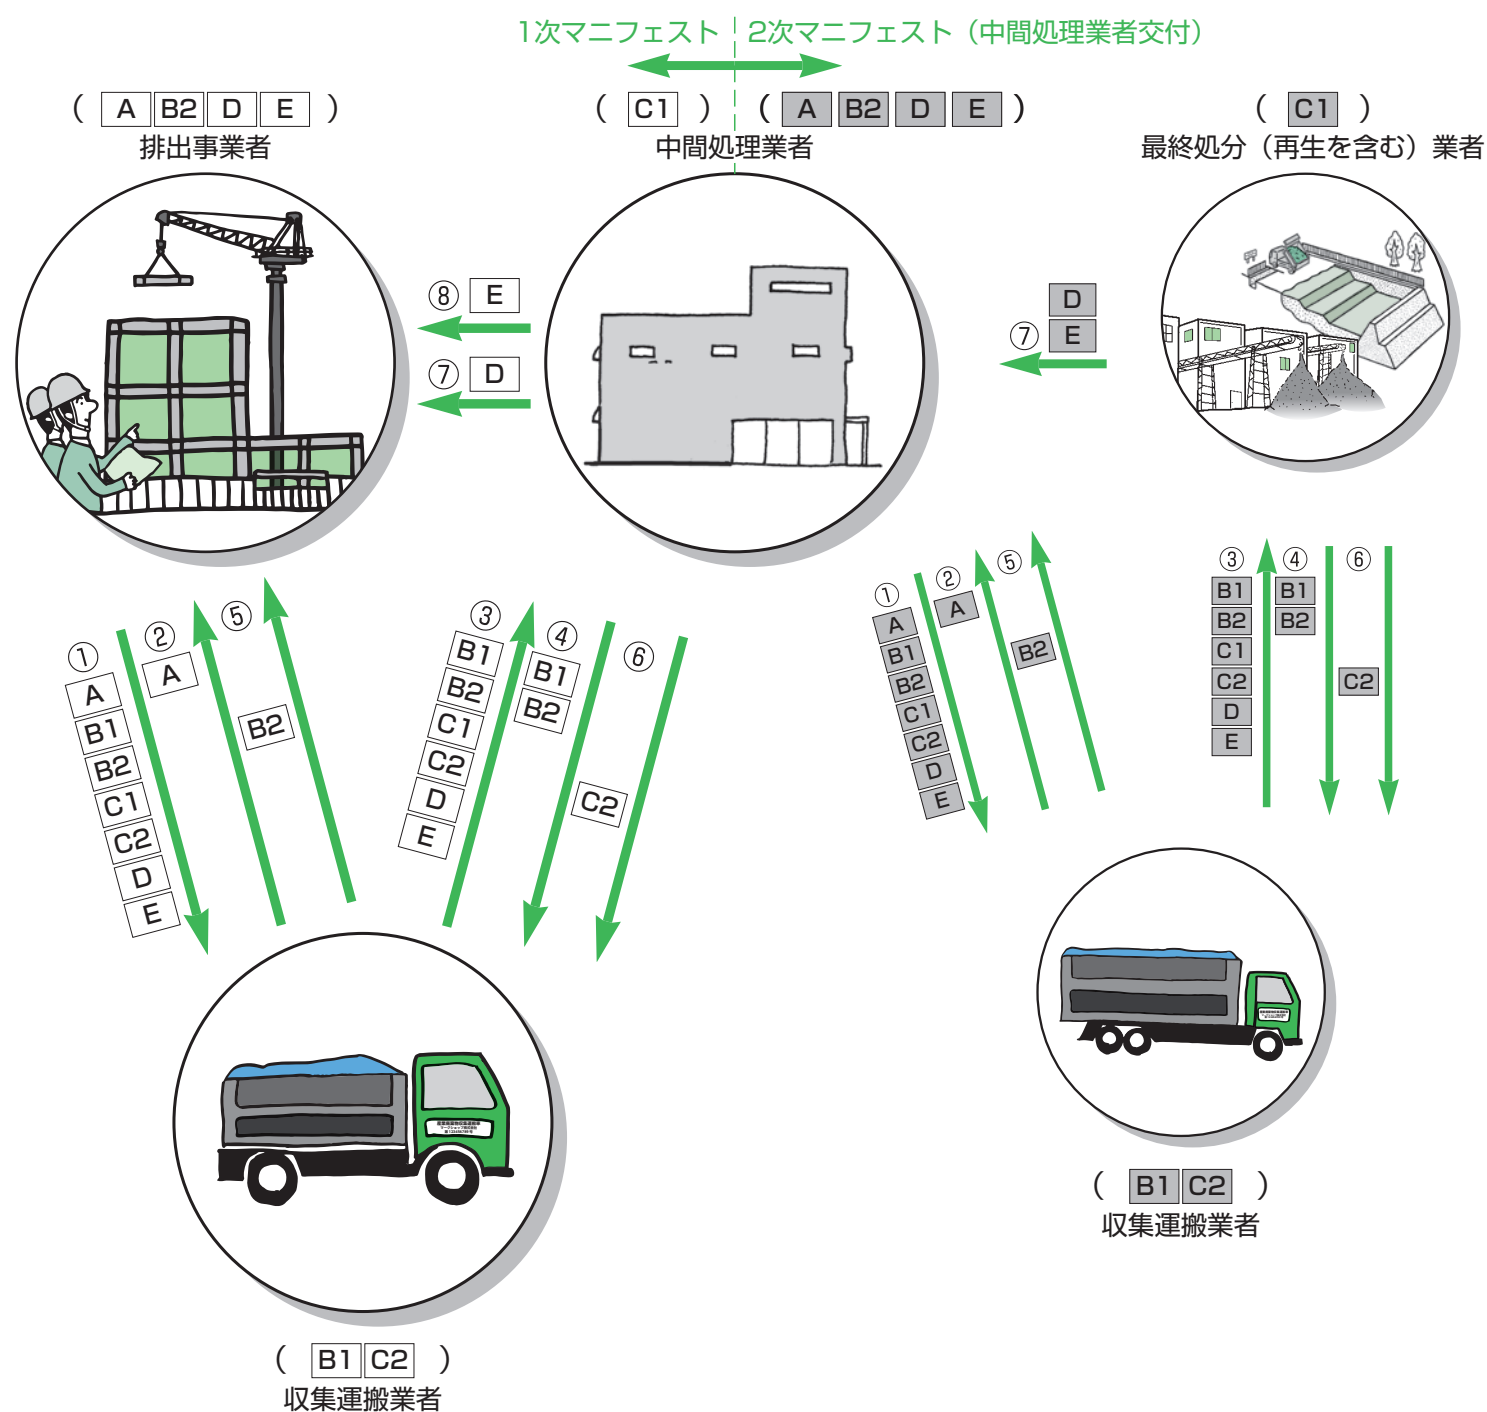 1次マニフェスト 2次マニフェスト（中間処理業者交付）
（ A B2 D E ）
排出事業者
（ C1 ） （ A B2 D E ）
中間処理業者
（ C1 ）
最終処分（再生を含む）業者
⑧ E
⑦ D
D
⑦ E
① A B1 B2 C1 C2 D E
② A
⑤ B2
③ B1 B2 C1 C2 D E
④ B1 B2
⑥ C2
① A B1 B2 C1 C2 D E
② A
⑤ B2
③ B1 B2 C1 C2 D E
④ B1 B2
⑥ C2
（ B1 C2 ）
収集運搬業者
（ B1 C2 ）
収集運搬業者